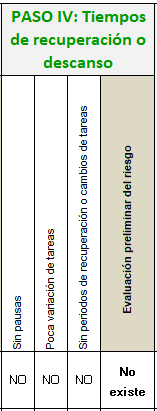 PASO IV: Tiempos
de recuperación o
descanso
Sin pausas
Poca variación de tareas
Sin periodos de recuperación o cambios de tareas
Evaluación preliminar del riesgo
NO
NO
NO
No
existe